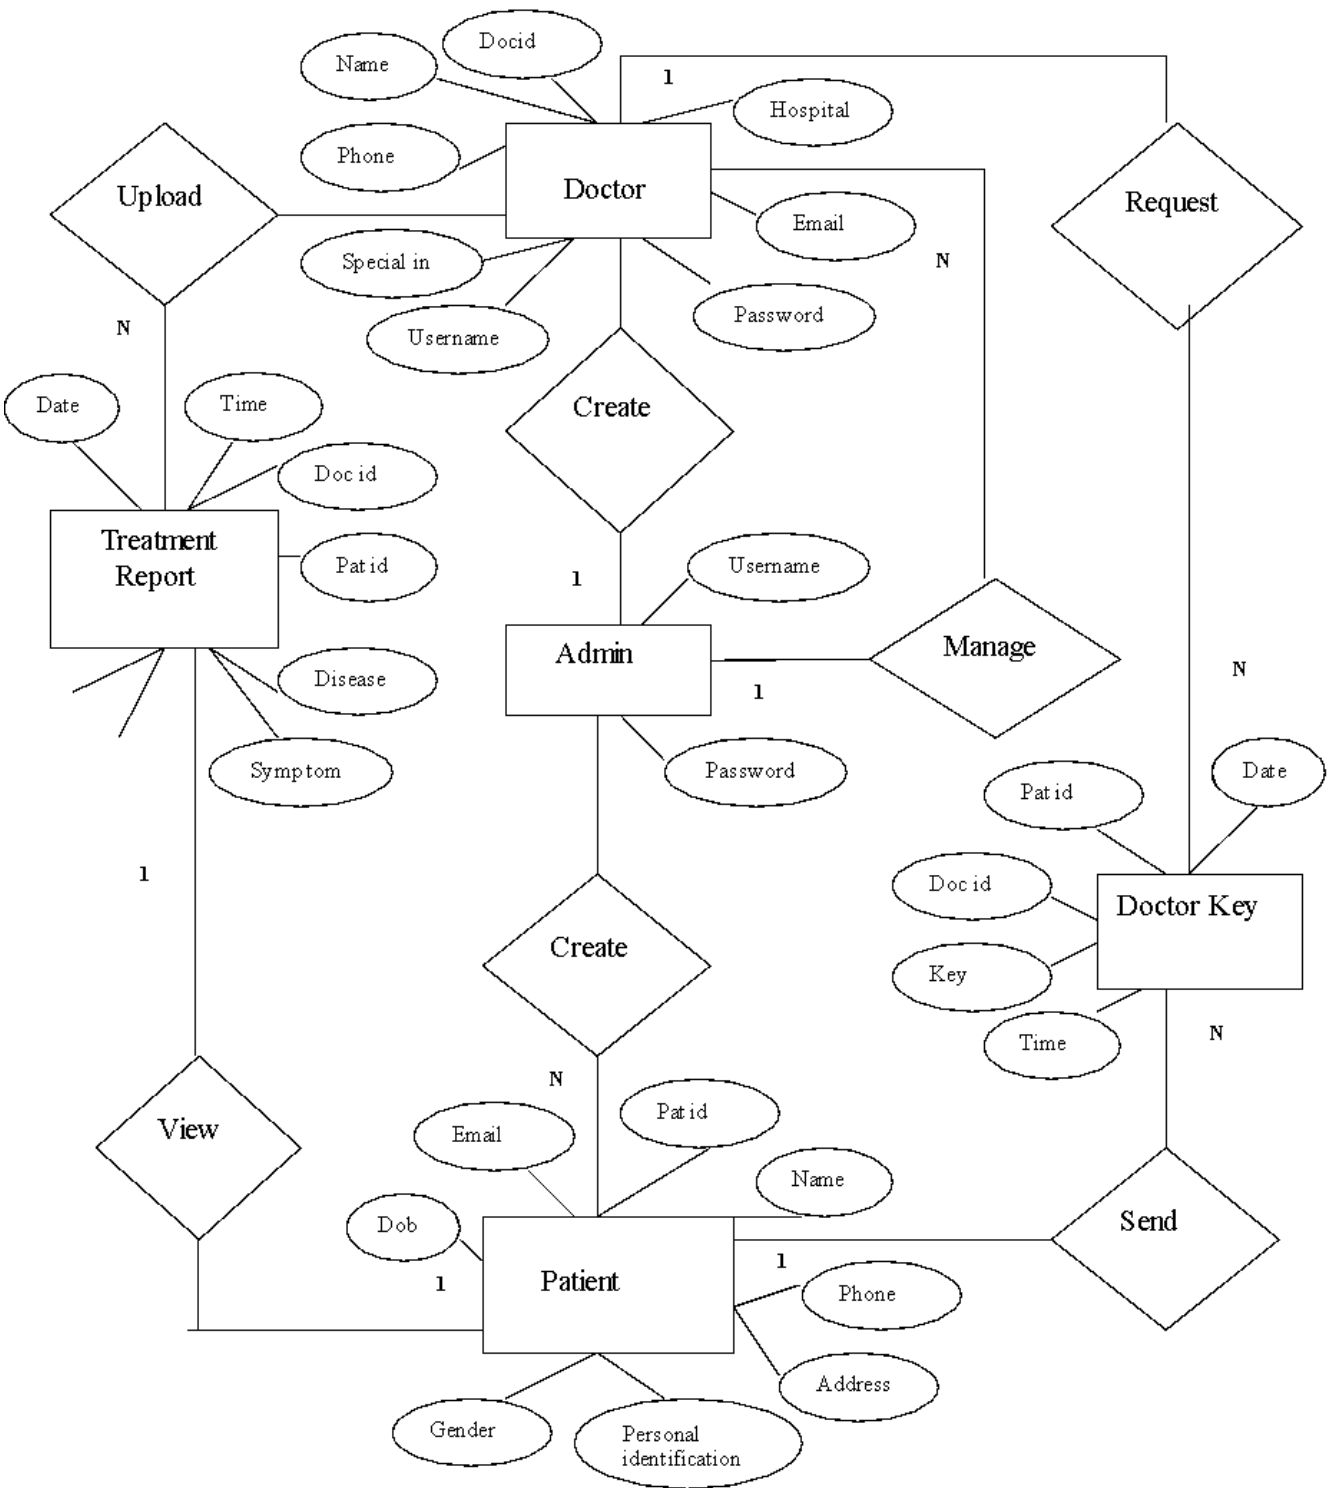 Docid
Name
1
Hospital
Phone
Upload
Doctor
Request
Email
Special in
N
Password
N
Username
Date
Time
Create
Doc id
Treatment
Report
Pat id
1
Username
Admin
Manage
Disease
1
N
Symptom
Password
Date
Pat id
1
Doc id
Doctor Key
Create
Key
Time
N
N
Pat id
View
Email
Name
Dob
Send
1
1
Patient
Phone
Address
Gender
Personal
identification